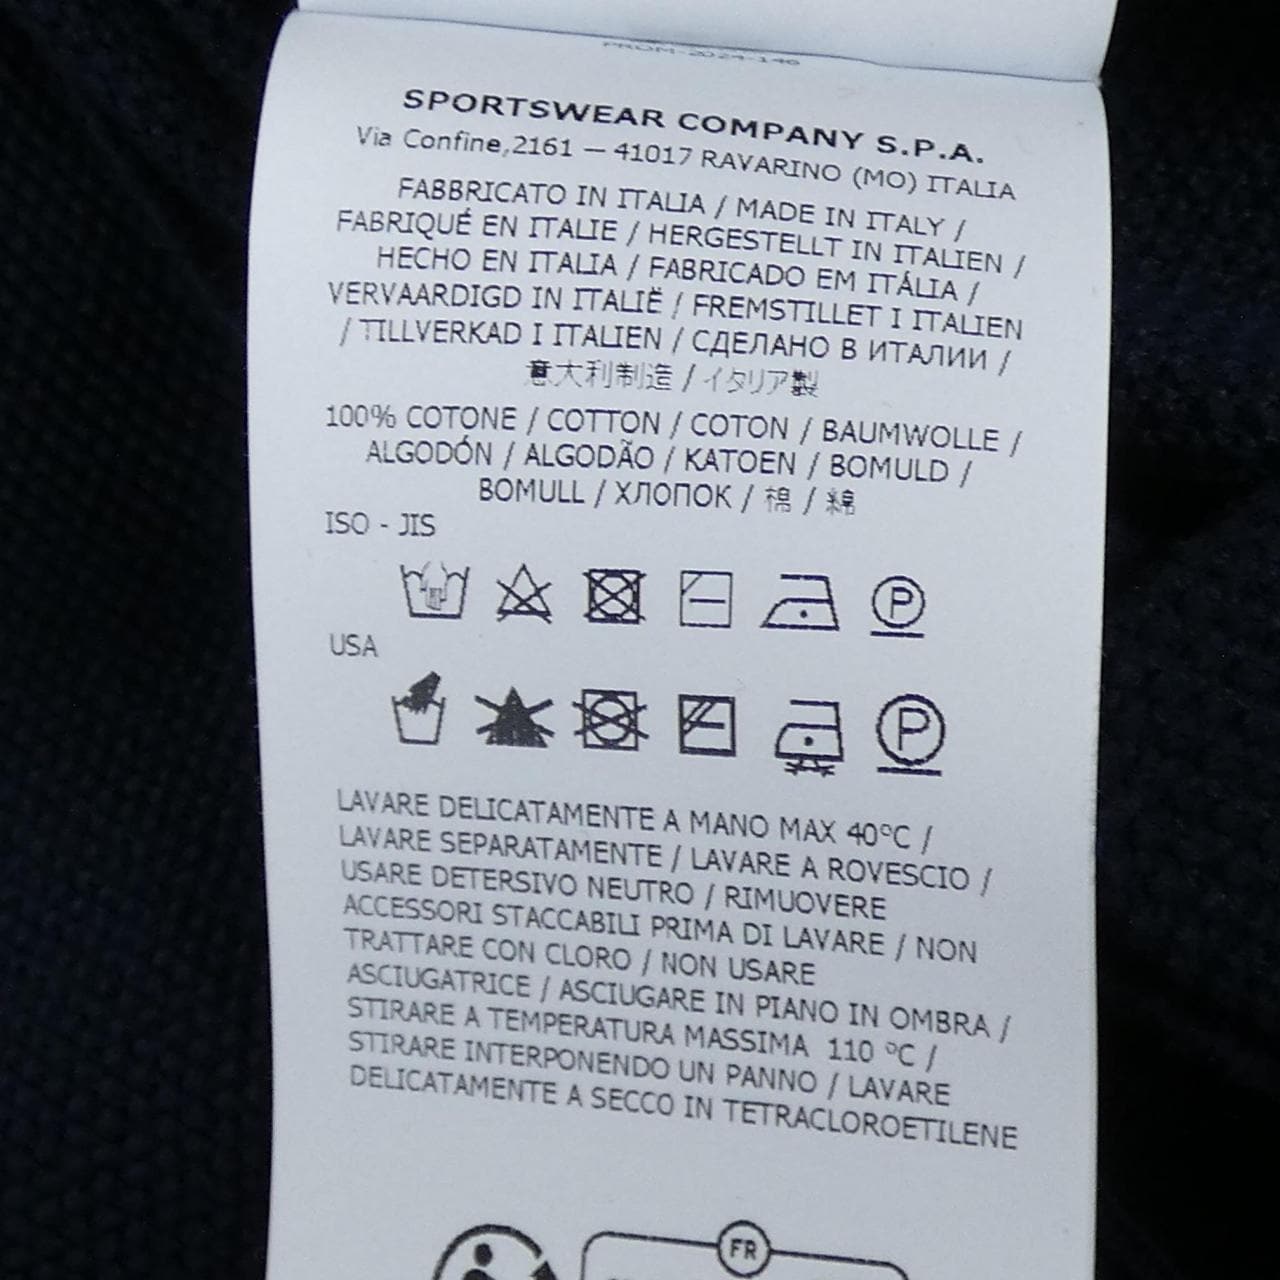 PROM-2024-146
SPORTSWEAR COMPANY S.P.A.
Via Confine,2161 – 41017 RAVARINO (MO) ITALIA
FABBRICATO IN ITALIA / MADE IN ITALY /
FABRIQUÉ EN ITALIE / HERGESTELLT IN ITALIEN /
HECHO EN ITALIA / FABRICADO EM ITÁLIA /
VERVAARDIGD IN ITALIË / FREMSTILLET I ITALIEN
/ TILLVERKAD I ITALIEN / СДЕЛАНО В ИТАЛИИ /
意大利制造 / イタリア製
100% COTONE / COTTON / COTON / BAUMWOLLE /
ALGODÓN / ALGODÃO / KATOEN / BOMULD /
BOMULL / ХЛОПОК / 棉 / 綿
ISO - JIS
P
USA
P
LAVARE DELICATAMENTE A MANO MAX 40°C /
LAVARE SEPARATAMENTE / LAVARE A ROVESCIO /
USARE DETERSIVO NEUTRO / RIMUOVERE
ACCESSORI STACCABILI PRIMA DI LAVARE / NON
TRATTARE CON CLORO / NON USARE
ASCIUGATRICE / ASCIUGARE IN PIANO IN OMBRA /
STIRARE A TEMPERATURA MASSIMA 110 °C /
STIRARE INTERPONENDO UN PANNO / LAVARE
DELICATAMENTE A SECCO IN TETRACLOROETILENE
FR